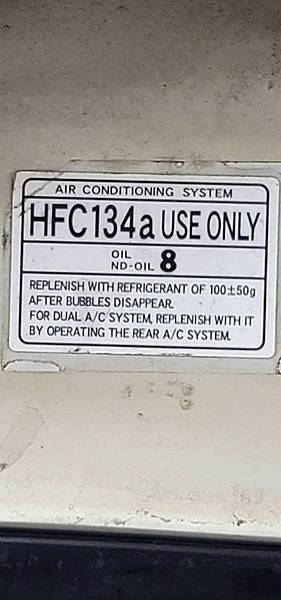 AIR CONDITIONING SYSTEM
HFC134a USE ONLY
OIL
ND-OIL 8
REPLENISH WITH REFRIGERANT OF 100±50g
AFTER BUBBLES DISAPPEAR.
FOR DUAL A/C SYSTEM, REPLENISH WITH IT
BY OPERATING THE REAR A/C SYSTEM.